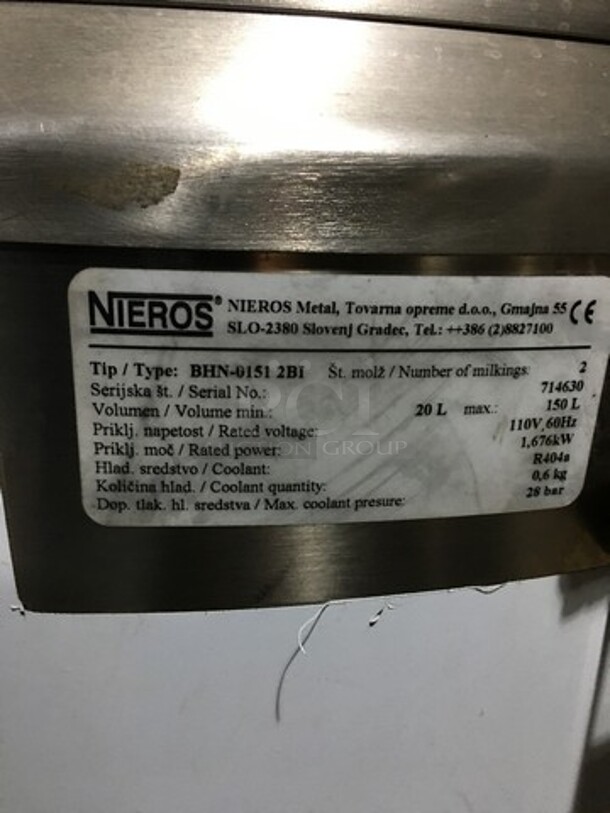 NIEROS® NIEROS Metal, Tovarna opreme d.o.o., Gmajna 55 CE
SLO-2380 Slovenj Gradec, Tel.: ++386 (2)8827100
Tip / Type: BHN-0151 2BI Št. molž / Number of milkings: 2
Serijska št. / Serial No.: 714630
Volumen / Volume min.: 20 L max.: 150 L
Priklj. napetost / Rated voltage: 110V, 60Hz
Priklj. moč / Rated power: 1,676kW
Hlad. sredstvo / Coolant: R404a
Količina hlad. / Coolant quantity: 0,6 kg
Dop. tlak. hl. sredstva / Max. coolant presure: 28 bar
GROUP